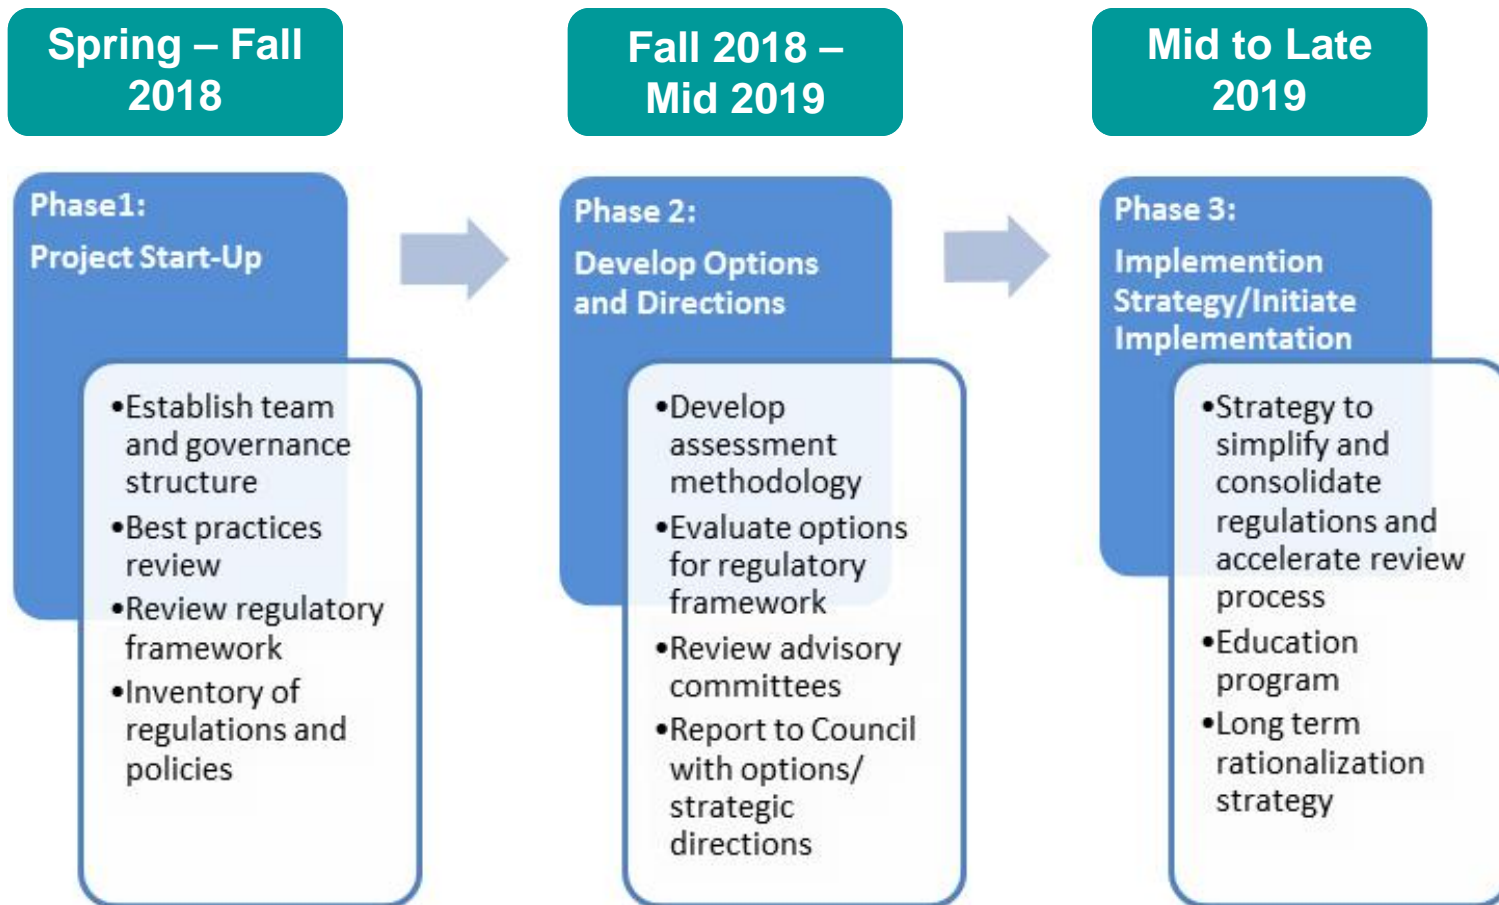 Spring – Fall
2018
Fall 2018 –
Mid 2019
Mid to Late
2019
Phase1:
Project Start-Up
•Establish team
and governance
structure
•Best practices
review
•Review regulatory
framework
•Inventory of
regulations and
policies
Phase 2:
Develop Options
and Directions
•Develop
assessment
methodology
•Evaluate options
for regulatory
framework
•Review advisory
committees
•Report to Council
with options/
strategic
directions
Phase 3:
Implemention
Strategy/Initiate
Implementation
•Strategy to
simplify and
consolidate
regulations and
accelerate review
process
•Education
program
•Long term
rationalization
strategy